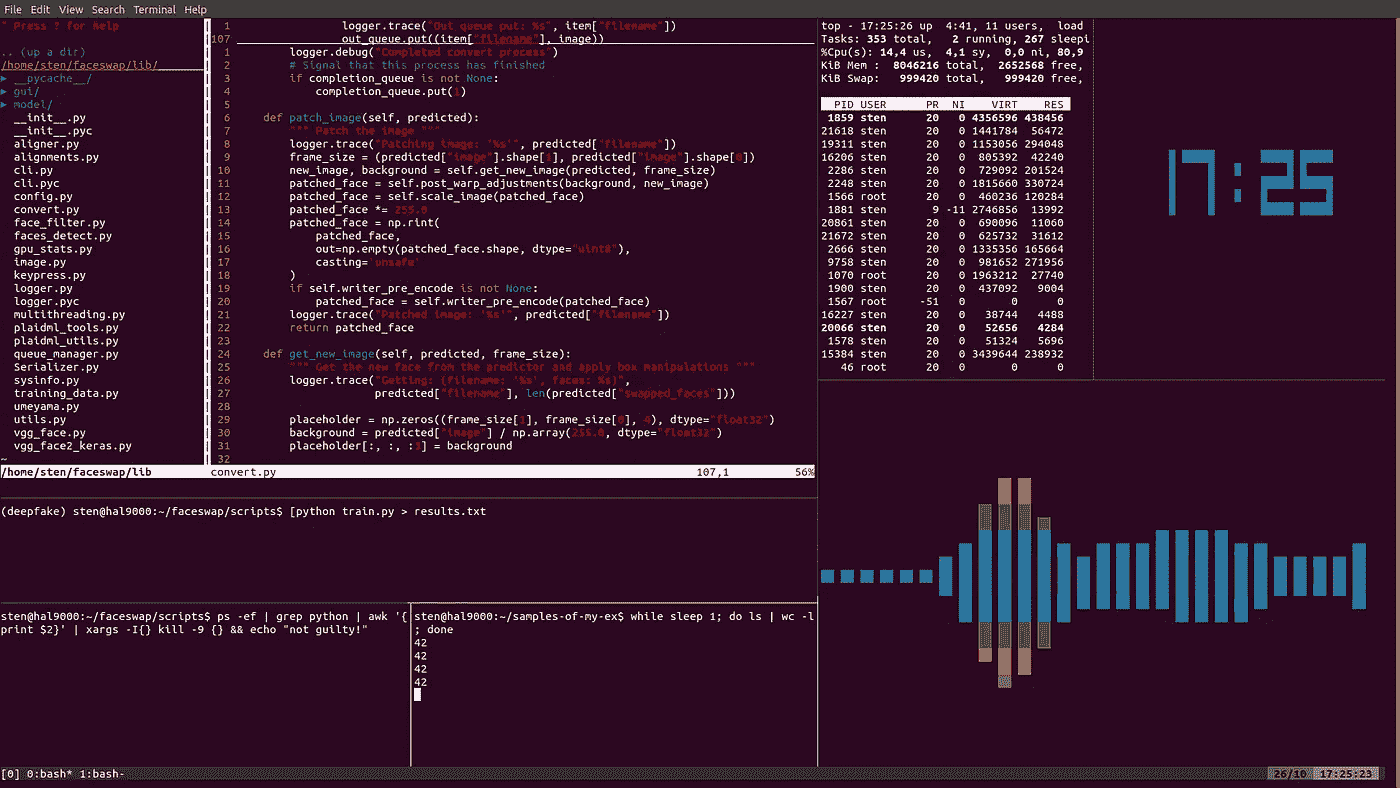 File Edit View Search Terminal Help
" Press ? for help
.. (up a dir)
/home/sten/faceswap/lib/
▸ __pycache__/
▸ gui/
▸ model/
__init__.py
__init__.pyc
aligner.py
alignments.py
cli.py
cli.pyc
config.py
convert.py
face_filter.py
faces_detect.py
gpu_stats.py
image.py
keypress.py
logger.py
logger.pyc
multithreading.py
plaidml_tools.py
plaidml_utils.py
queue_manager.py
Serializer.py
sysinfo.py
training_data.py
umeyama.py
utils.py
vgg_face.py
vgg_face2_keras.py
~
/home/sten/faceswap/lib
1 logger.trace("Out queue put: %s", item["filename"])
107 out_queue.put((item["filename"], image))
1 logger.debug("Completed convert process")
2 # Signal that this process has finished
3 if completion_queue is not None:
4 completion_queue.put(1)
5
6 def patch_image(self, predicted):
7 """ Patch the image """
8 logger.trace("Patching image: '%s'", predicted["filename"])
9 frame_size = (predicted["image"].shape[1], predicted["image"].shape[0])
10 new_image, background = self.get_new_image(predicted, frame_size)
11 patched_face = self.post_warp_adjustments(background, new_image)
12 patched_face = self.scale_image(patched_face)
13 patched_face *= 255.0
14 patched_face = np.rint(
15 patched_face,
16 out=np.empty(patched_face.shape, dtype="uint8"),
17 casting='unsafe'
18 )
19 if self.writer_pre_encode is not None:
20 patched_face = self.writer_pre_encode(patched_face)
21 logger.trace("Patched image: '%s'", predicted["filename"])
22 return patched_face
23
24 def get_new_image(self, predicted, frame_size):
25 """ Get the new face from the predictor and apply box manipulations """
26 logger.trace("Getting: (filename: '%s', faces: %s)",
27 predicted["filename"], len(predicted["swapped_faces"]))
28
29 placeholder = np.zeros((frame_size[1], frame_size[0], 4), dtype="float32")
30 background = predicted["image"] / np.array(255.0, dtype="float32")
31 placeholder[:, :, :3] = background
32
convert.py 107,1 56%
(deepfake) sten@hal9000:~/faceswap/scripts$ [python train.py > results.txt
sten@hal9000:~/faceswap/scripts$ ps -ef | grep python | awk '{
print $2}' | xargs -I{} kill -9 {} && echo "not guilty!"
sten@hal9000:~/samples-of-my-ex$ while sleep 1; do ls | wc -l
; done
42
42
42
42
top - 17:25:26 up 4:41, 11 users, load
Tasks: 353 total, 2 running, 267 sleepi
%Cpu(s): 14,4 us, 4,1 sy, 0,0 ni, 80,9
KiB Mem : 8046216 total, 2652568 free,
KiB Swap: 999420 total, 999420 free,
PID USER PR NI VIRT RES
1859 sten 20 0 4356596 438456
21618 sten 20 0 1441784 56472
19311 sten 20 0 1153056 294048
16206 sten 20 0 805392 42240
2286 sten 20 0 729092 201524
2248 sten 20 0 1815660 330724
1566 root 20 0 460236 120284
1881 sten 9 -11 2746856 13992
20861 sten 20 0 690096 11060
21672 sten 20 0 625732 31612
2666 sten 20 0 1335356 165664
9758 sten 20 0 981652 271956
1070 root 20 0 1963212 27740
1900 sten 20 0 437092 9004
1567 root -51 0 0 0
16227 sten 20 0 38744 4488
20066 sten 20 0 52656 4284
1578 sten 20 0 51324 5696
15384 sten 20 0 3439644 238932
46 root 20 0 0 0
17:25
[0] 0:bash* 1:bash-
26/10 17:25:23